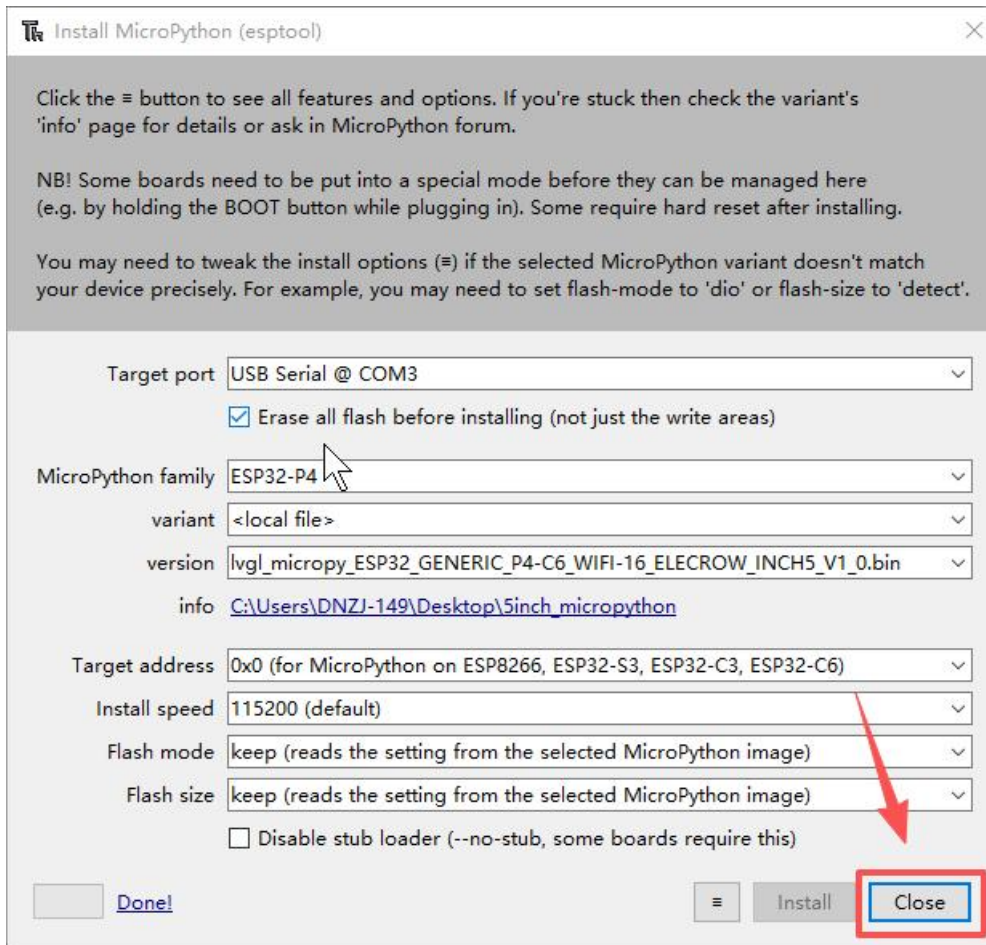 Install MicroPython (esptool)
Click the ≡ button to see all features and options. If you're stuck then check the variant's
'info' page for details or ask in MicroPython forum.
NB! Some boards need to be put into a special mode before they can be managed here
(e.g. by holding the BOOT button while plugging in). Some require hard reset after installing.
You may need to tweak the install options (≡) if the selected MicroPython variant doesn't match
your device precisely. For example, you may need to set flash-mode to 'dio' or flash-size to 'detect'.
Target port USB Serial @ COM3
Erase all flash before installing (not just the write areas)
MicroPython family ESP32-P4
variant <local file>
version lvgl_micropy_ESP32_GENERIC_P4-C6_WIFI-16_ELECROW_INCH5_V1_0.bin
info C:\Users\DNZJ-149\Desktop\5inch_micropython
Target address 0x0 (for MicroPython on ESP8266, ESP32-S3, ESP32-C3, ESP32-C6)
Install speed 115200 (default)
Flash mode keep (reads the setting from the selected MicroPython image)
Flash size keep (reads the setting from the selected MicroPython image)
Disable stub loader (--no-stub, some boards require this)
Done! ≡ Install Close